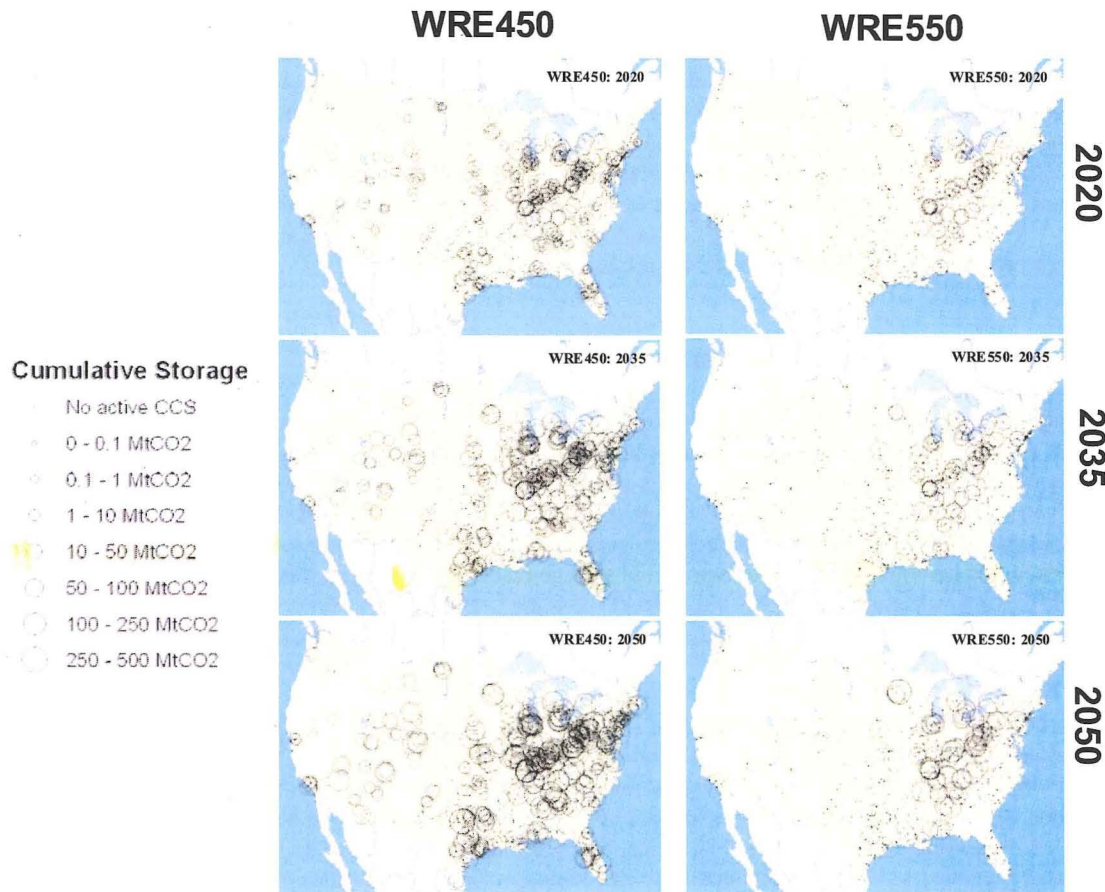 WRE450
WRE550
WRE450: 2020
WRE550: 2020
2020
WRE450: 2035
WRE550: 2035
2035
Cumulative Storage
No active CCS
0 - 0.1 MtCO2
0.1 - 1 MtCO2
1 - 10 MtCO2
10 - 50 MtCO2
50 - 100 MtCO2
100 - 250 MtCO2
250 - 500 MtCO2
WRE450: 2050
WRE550: 2050
2050